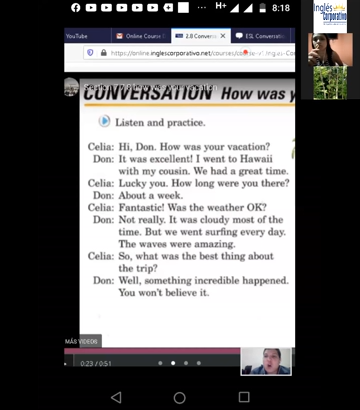 8:18
Inglés
Corporativo
YouTube
Online Course
2.8 Convers
ESL Conversation
https://online.inglescorporativo.net/courses/
CONVERSATION How was y
Listen and practice.
Celia: Hi, Don. How was your vacation?
Don: It was excellent! I went to Hawaii
with my cousin. We had a great time.
Celia: Lucky you. How long were you there?
Don: About a week.
Celia: Fantastic! Was the weather OK?
Don: Not really. It was cloudy most of the
time. But we went surfing every day.
The waves were amazing.
Celia: So, what was the best thing about
the trip?
Don: Well, something incredible happened.
You won't believe it.
MÁS VIDEOS
0:23 / 0:51